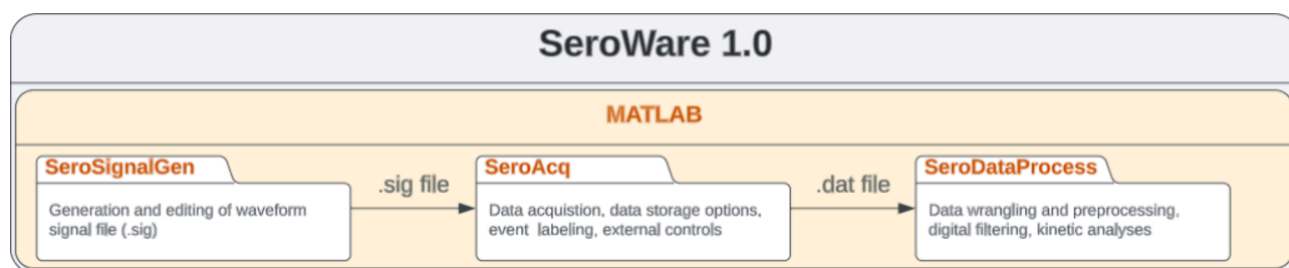 SeroWare 1.0
MATLAB
SeroSignalGen
Generation and editing of waveform
signal file (.sig)
.sig file
SeroAcq
Data acquistion, data storage options,
event labeling, external controls
.dat file
SeroDataProcess
Data wrangling and preprocessing,
digital filtering, kinetic analyses